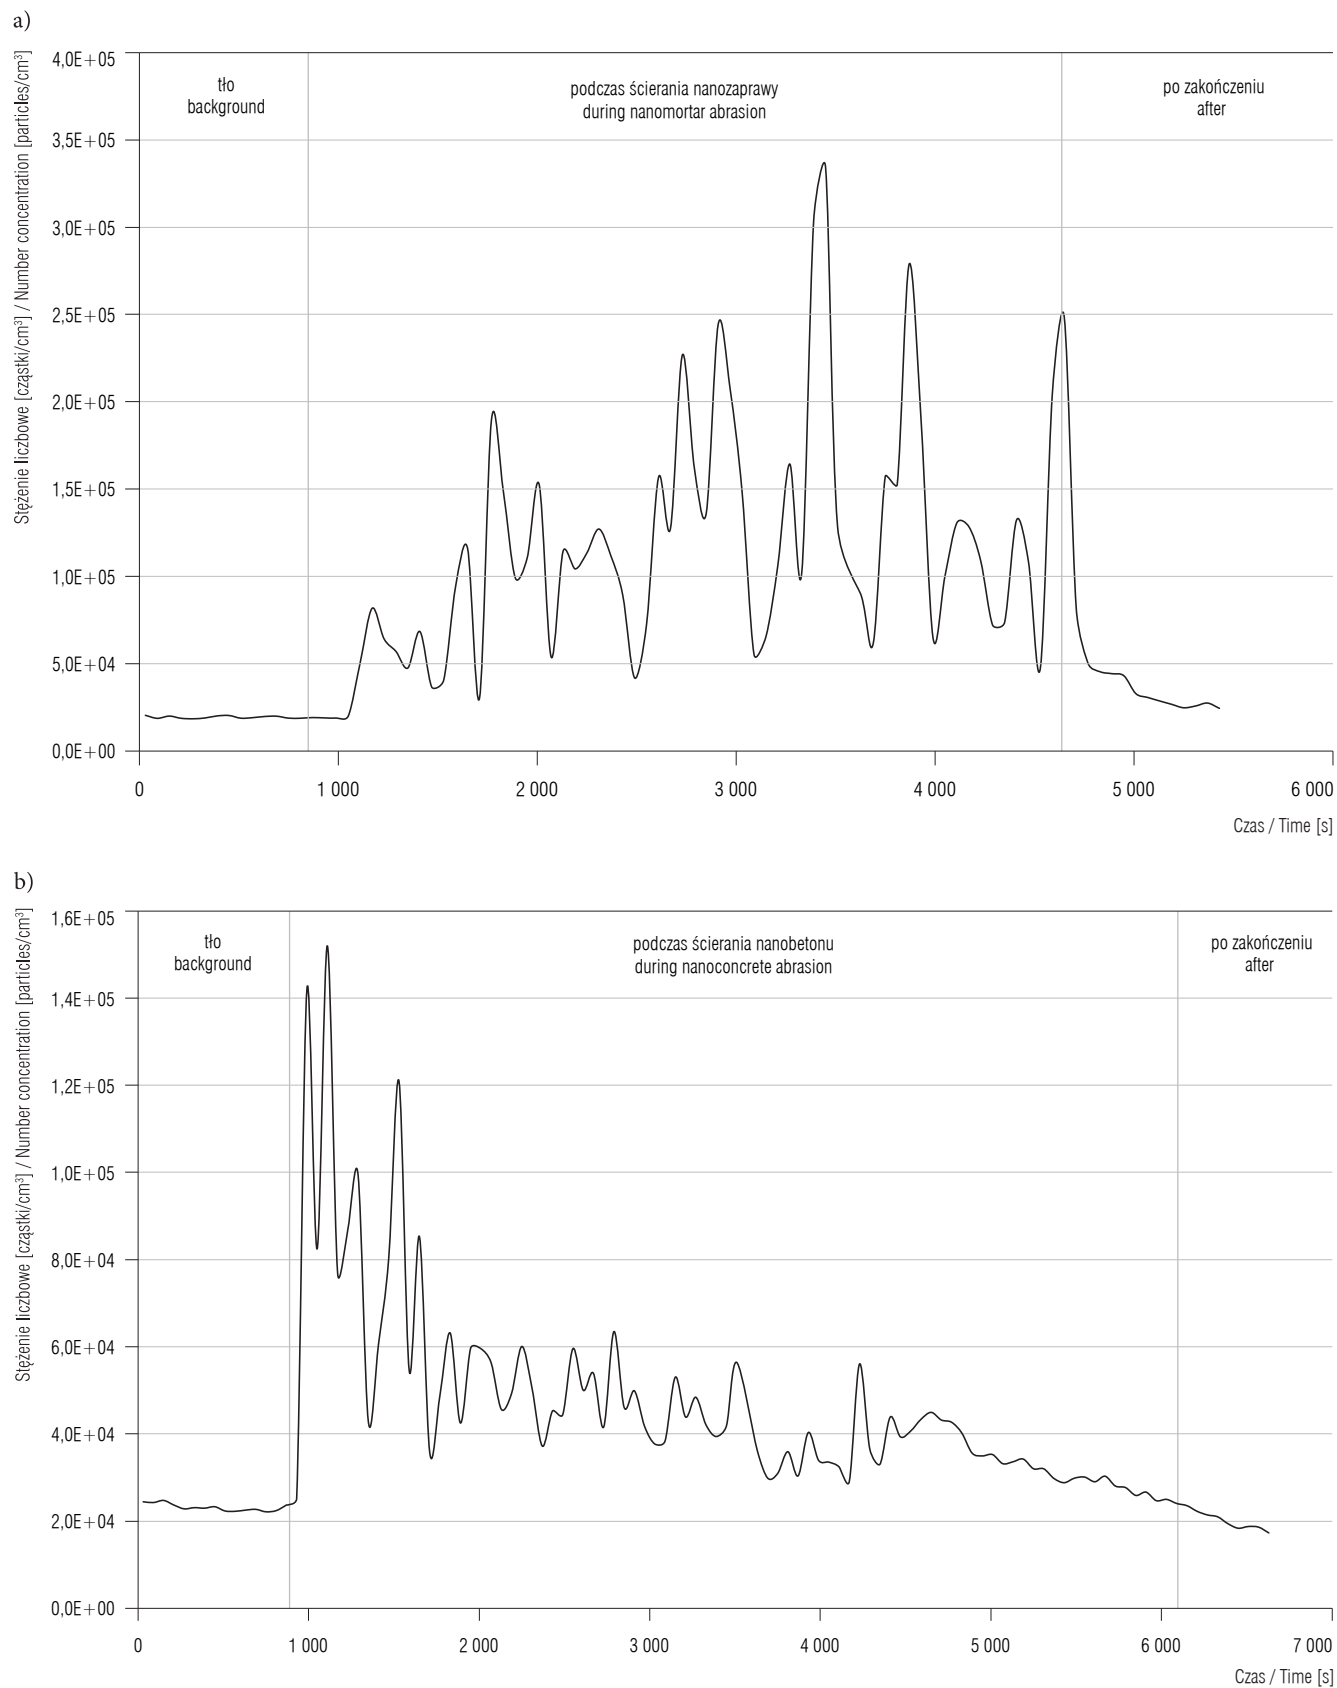 a)
Stężenie liczbowe [cząstki/cm³] / Number concentration [particles/cm³]
4,0E+05
3,5E+05
3,0E+05
2,5E+05
2,0E+05
1,5E+05
1,0E+05
5,0E+04
0,0E+00
tło
background
podczas ścierania nanozaprawy
during nanomortar abrasion
po zakończeniu
after
0 1 000 2 000 3 000 4 000 5 000 6 000
Czas / Time [s]
b)
Stężenie liczbowe [cząstki/cm³] / Number concentration [particles/cm³]
1,6E+05
1,4E+05
1,2E+05
1,0E+05
8,0E+04
6,0E+04
4,0E+04
2,0E+04
0,0E+00
tło
background
podczas ścierania nanobetonu
during nanoconcrete abrasion
po zakończeniu
after
0 1 000 2 000 3 000 4 000 5 000 6 000 7 000
Czas / Time [s]